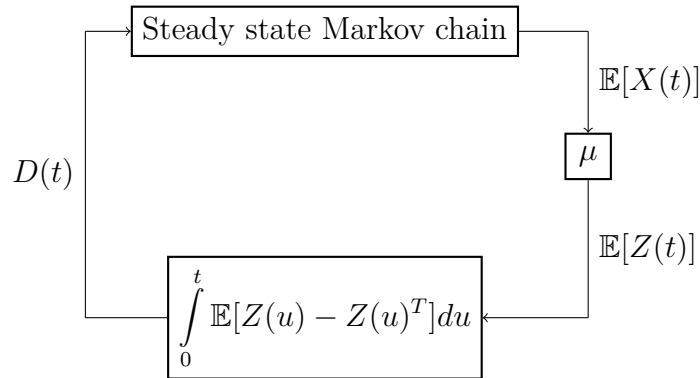 Steady state Markov chain
𝔼[X(t)]
μ
D(t)
𝔼[Z(t)]
∫₀ᵗ 𝔼[Z(u) − Z(u)ᵀ]du